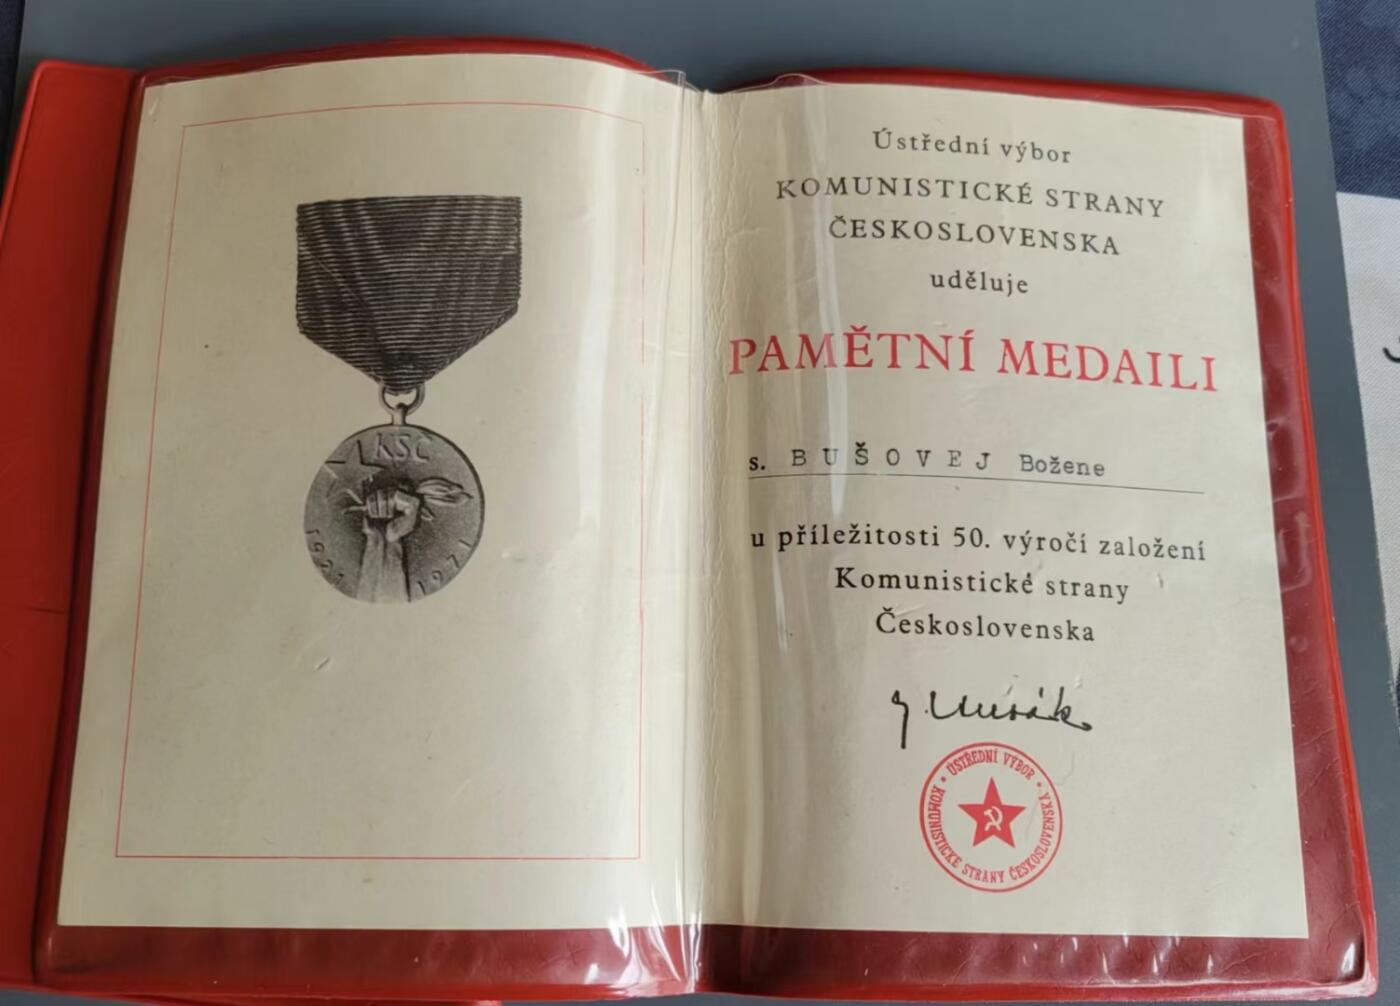 KSČ
1921 1971
Ústřední výbor
KOMUNISTICKÉ STRANY
ČESKOSLOVENSKA
uděluje
PAMĚTNÍ MEDAILI
s. BUŠOVEJ Božene
u příležitosti 50. výročí založení
Komunistické strany
Československa
G. Husák
• ÚSTŘEDNÍ VÝBOR •
KOMUNISTICKÉ STRANY ČESKOSLOVENSKA